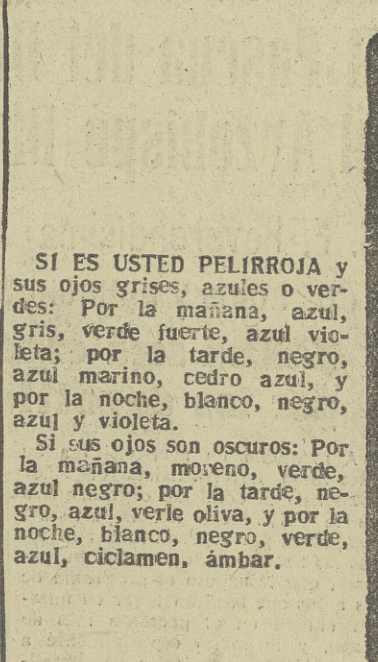 SI ES USTED PELIRROJA y
sus ojos grises, azules o ver-
des: Por la mañana, azul,
gris, verde fuerte, azul vio-
leta; por la tarde, negro,
azul marino, cedro azul, y
por la noche, blanco, negro,
azul y violeta.
Si sus ojos son oscuros: Por
la mañana, moreno, verde,
azul negro; por la tarde, ne-
gro, azul, verle oliva, y por la
noche, blanco, negro, verde,
azul, ciclamen, ámbar.